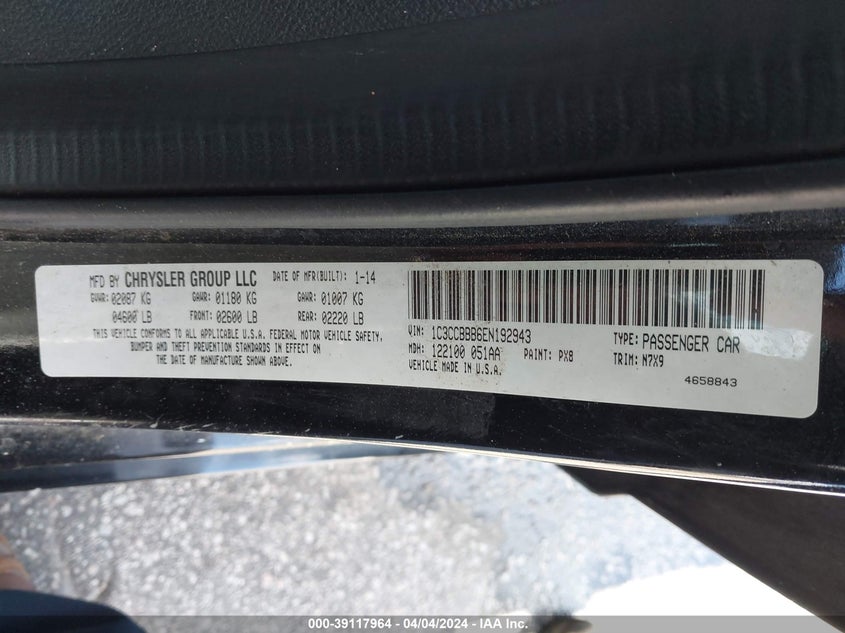 MFD BY CHRYSLER GROUP LLC DATE OF MFR(BUILT): 1-14
GVWR: 02087 KG GAWR: 01180 KG GAWR: 01007 KG
04600 LB FRONT: 02600 LB REAR: 02220 LB
THIS VEHICLE CONFORMS TO ALL APPLICABLE U.S.A. FEDERAL MOTOR VEHICLE SAFETY,
BUMPER AND THEFT PREVENTION STANDARDS IN EFFECT ON
THE DATE OF MANUFACTURE SHOWN ABOVE.
VIN: 1C3CCBBB6EN192943 TYPE: PASSENGER CAR
MDH: 122100 051AA PAINT: PX8 TRIM: N7X9
VEHICLE MADE IN U.S.A.
4658843
000-39117964 - 04/04/2024 - IAA Inc.